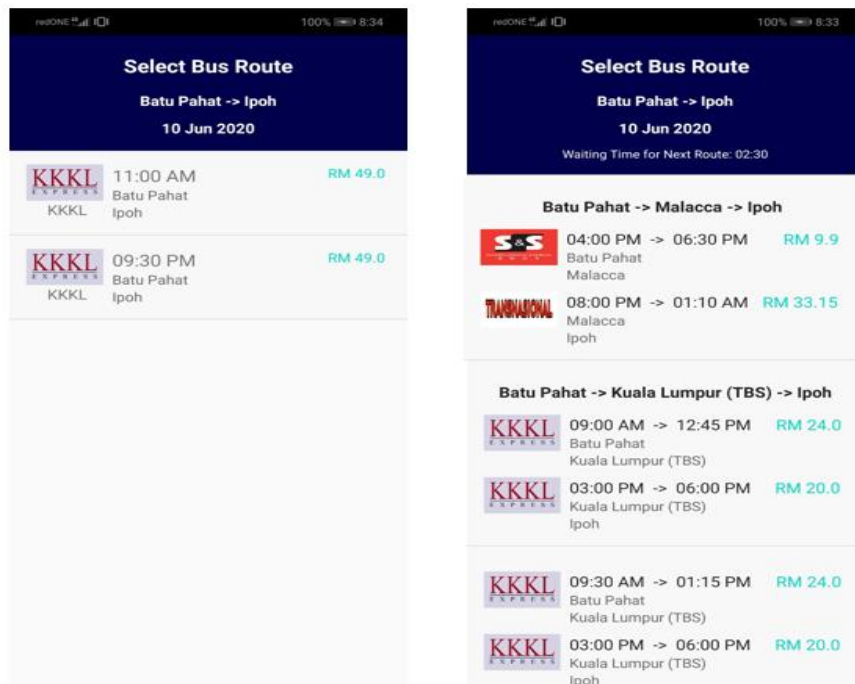 redONE
100% 8:34
Select Bus Route
Batu Pahat -> Ipoh
10 Jun 2020
KKKL
EXPRESS
KKKL
11:00 AM
Batu Pahat
Ipoh
RM 49.0
KKKL
EXPRESS
KKKL
09:30 PM
Batu Pahat
Ipoh
RM 49.0
redONE
100% 8:33
Select Bus Route
Batu Pahat -> Ipoh
10 Jun 2020
Waiting Time for Next Route: 02:30
Batu Pahat -> Malacca -> Ipoh
S&S
04:00 PM -> 06:30 PM RM 9.9
Batu Pahat
Malacca
TRANSNASIONAL
08:00 PM -> 01:10 AM RM 33.15
Malacca
Ipoh
Batu Pahat -> Kuala Lumpur (TBS) -> Ipoh
KKKL
EXPRESS
09:00 AM -> 12:45 PM RM 24.0
Batu Pahat
Kuala Lumpur (TBS)
KKKL
EXPRESS
03:00 PM -> 06:00 PM RM 20.0
Kuala Lumpur (TBS)
Ipoh
KKKL
EXPRESS
09:30 AM -> 01:15 PM RM 24.0
Batu Pahat
Kuala Lumpur (TBS)
KKKL
EXPRESS
03:00 PM -> 06:00 PM RM 20.0
Kuala Lumpur (TBS)
Ipoh